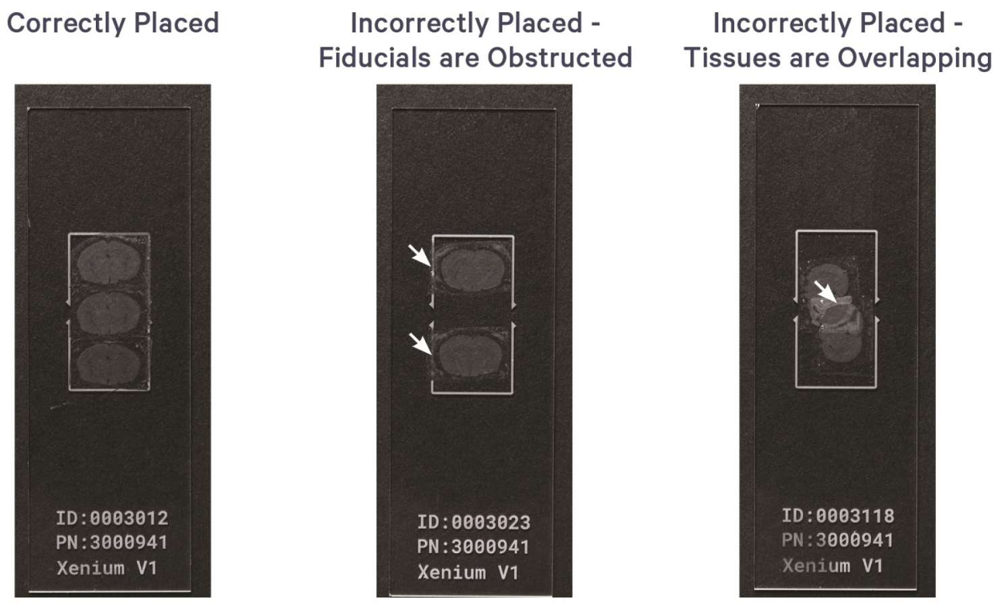 Correctly Placed
Incorrectly Placed -
Fiducials are Obstructed
Incorrectly Placed -
Tissues are Overlapping
ID:0003012
PN:3000941
Xenium V1
ID:0003023
PN:3000941
Xenium V1
ID:0003118
PN:3000941
Xenium V1